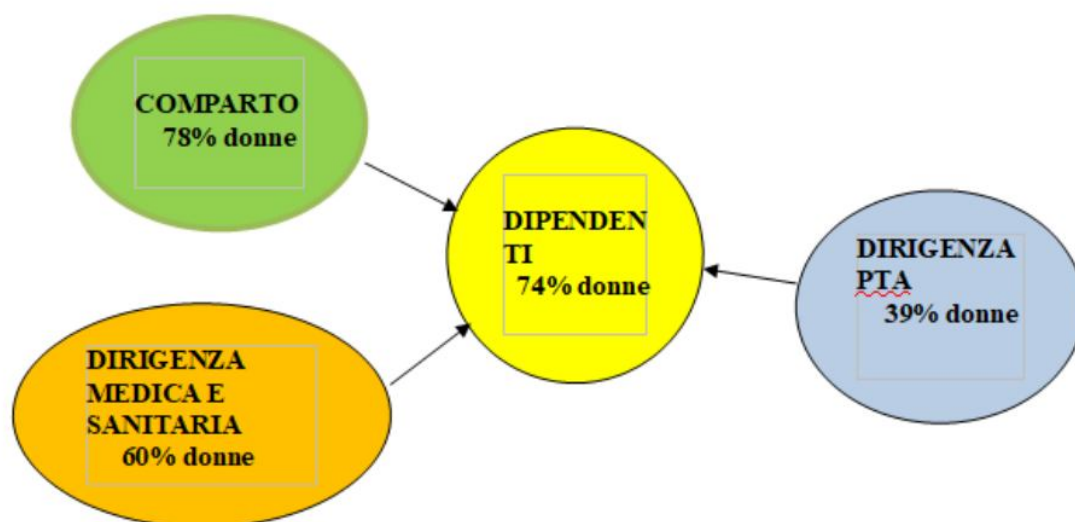 COMPARTO
78% donne
DIPENDEN
TI
74% donne
DIRIGENZA
PTA
39% donne
DIRIGENZA
MEDICA E
SANITARIA
60% donne